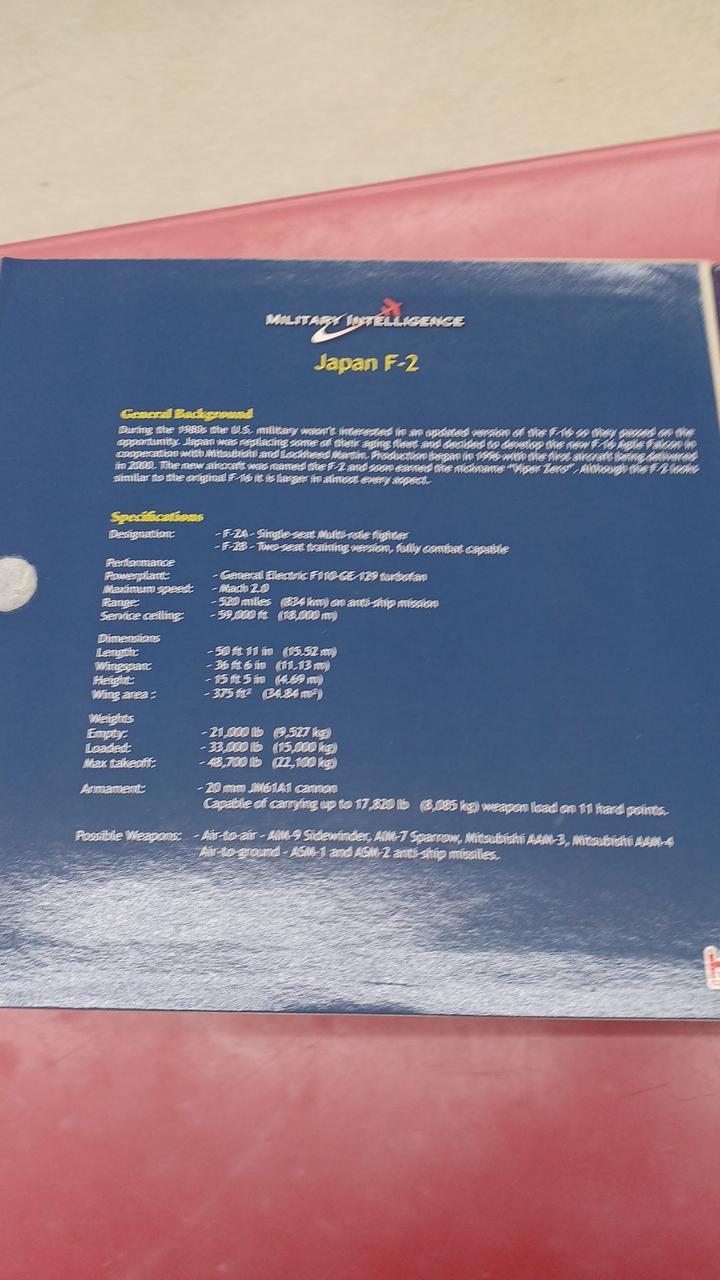 MILITARY INTELLIGENCE
Japan F-2
General Background
During the 1980s the U.S. military wasn't interested in an updated version of the F-16 so they passed on the
opportunity. Japan was replacing some of their aging fleet and decided to develop the new F-16 Agile Falcon in
cooperation with Mitsubishi and Lockheed Martin. Production began in 1996 with the first aircraft being delivered
in 2000. The new aircraft was named the F-2 and soon earned the nickname "Viper Zero". Although the F-2 looks
similar to the original F-16 it is larger in almost every aspect.
Specifications
Designation: - F-2A - Single-seat Multi-role fighter
- F-2B - Two-seat training version, fully combat capable
Performance
Powerplant: - General Electric F110-GE-129 turbofan
Maximum speed: - Mach 2.0
Range: - 520 miles (834 km) on anti-ship mission
Service ceiling: - 59,000 ft (18,000 m)
Dimensions
Length: - 50 ft 11 in (15.52 m)
Wingspan: - 36 ft 6 in (11.13 m)
Height: - 15 ft 5 in (4.69 m)
Wing area : - 375 ft² (34.84 m²)
Weights
Empty: - 21,000 lb (9,527 kg)
Loaded: - 33,000 lb (15,000 kg)
Max takeoff: - 48,700 lb (22,100 kg)
Armament: - 20 mm JM61A1 cannon
Capable of carrying up to 17,820 lb (8,085 kg) weapon load on 11 hard points.
Possible Weapons: - Air-to-air - AIM-9 Sidewinder, AIM-7 Sparrow, Mitsubishi AAM-3, Mitsubishi AAM-4
Air-to-ground - ASM-1 and ASM-2 anti-ship missiles.